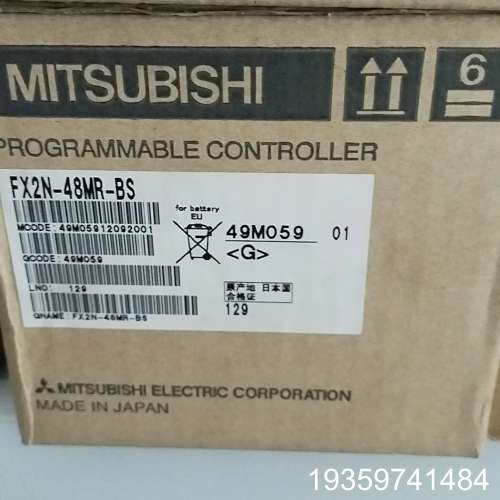 MITSUBISHI
6
PROGRAMMABLE CONTROLLER
FX2N-48MR-BS
MCODE: 49M05912092001
QCODE: 49M059
LNO: 129
QNAME FX2N-48MR-BS
for battery
EU
49M059 01
<G>
原产地 日本国
合格证
129
MITSUBISHI ELECTRIC CORPORATION
MADE IN JAPAN
19359741484